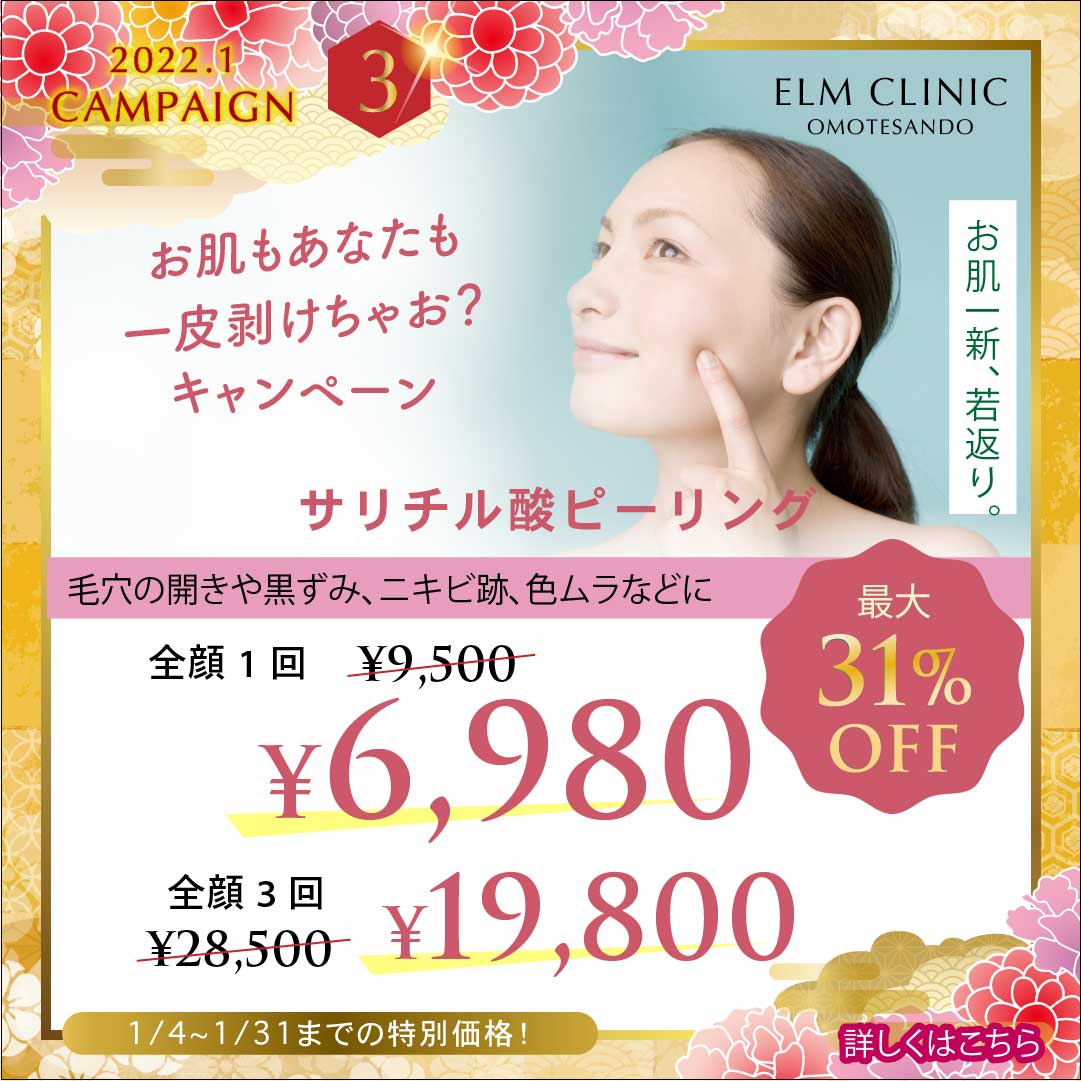 2022.1
CAMPAIGN
3
ELM CLINIC
OMOTESANDO
お肌もあなたも
一皮剥けちゃお?
キャンペーン
お肌一新、若返り。
サリチル酸ピーリング
毛穴の開きや黒ずみ、ニキビ跡、色ムラなどに
最大
31%
OFF
全顔1回 ¥9,500
¥6,980
全顔3回
¥28,500
¥19,800
1/4~1/31までの特別価格!
詳しくはこちら